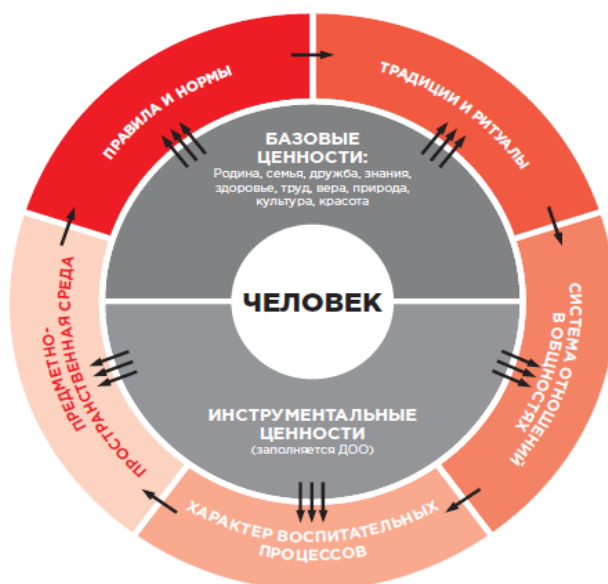 ПРАВИЛА И НОРМЫ
ТРАДИЦИИ И РИТУАЛЫ
БАЗОВЫЕ
ЦЕННОСТИ:
Родина, семья, дружба, знания,
здоровье, труд, вера, природа,
культура, красота
ЧЕЛОВЕК
ПРЕДМЕТНО-
ПРОСТРАНСТВЕННАЯ СРЕДА
СИСТЕМА ОТНОШЕНИЙ
В ОБЩНОСТЯХ
ИНСТРУМЕНТАЛЬНЫЕ
ЦЕННОСТИ
(заполняется ДОО)
ХАРАКТЕР ВОСПИТАТЕЛЬНЫХ
ПРОЦЕССОВ